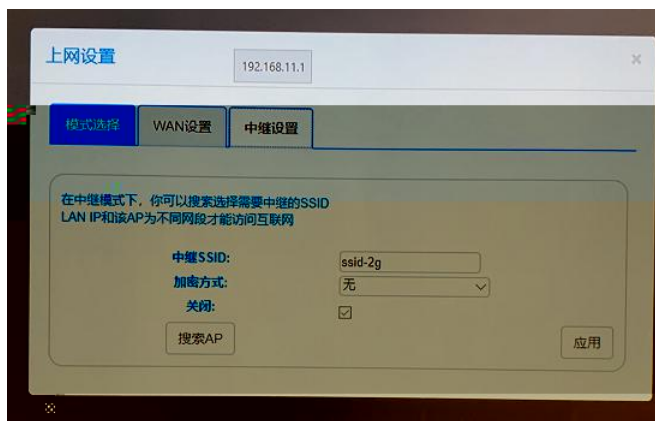 上网设置
192.168.11.1
模式选择
WAN设置
中继设置
在中继模式下，你可以搜索选择需要中继的SSID
LAN IP和该AP为不同网段才能访问互联网
中继SSID:
ssid-2g
加密方式:
无
关闭:
搜索AP
应用